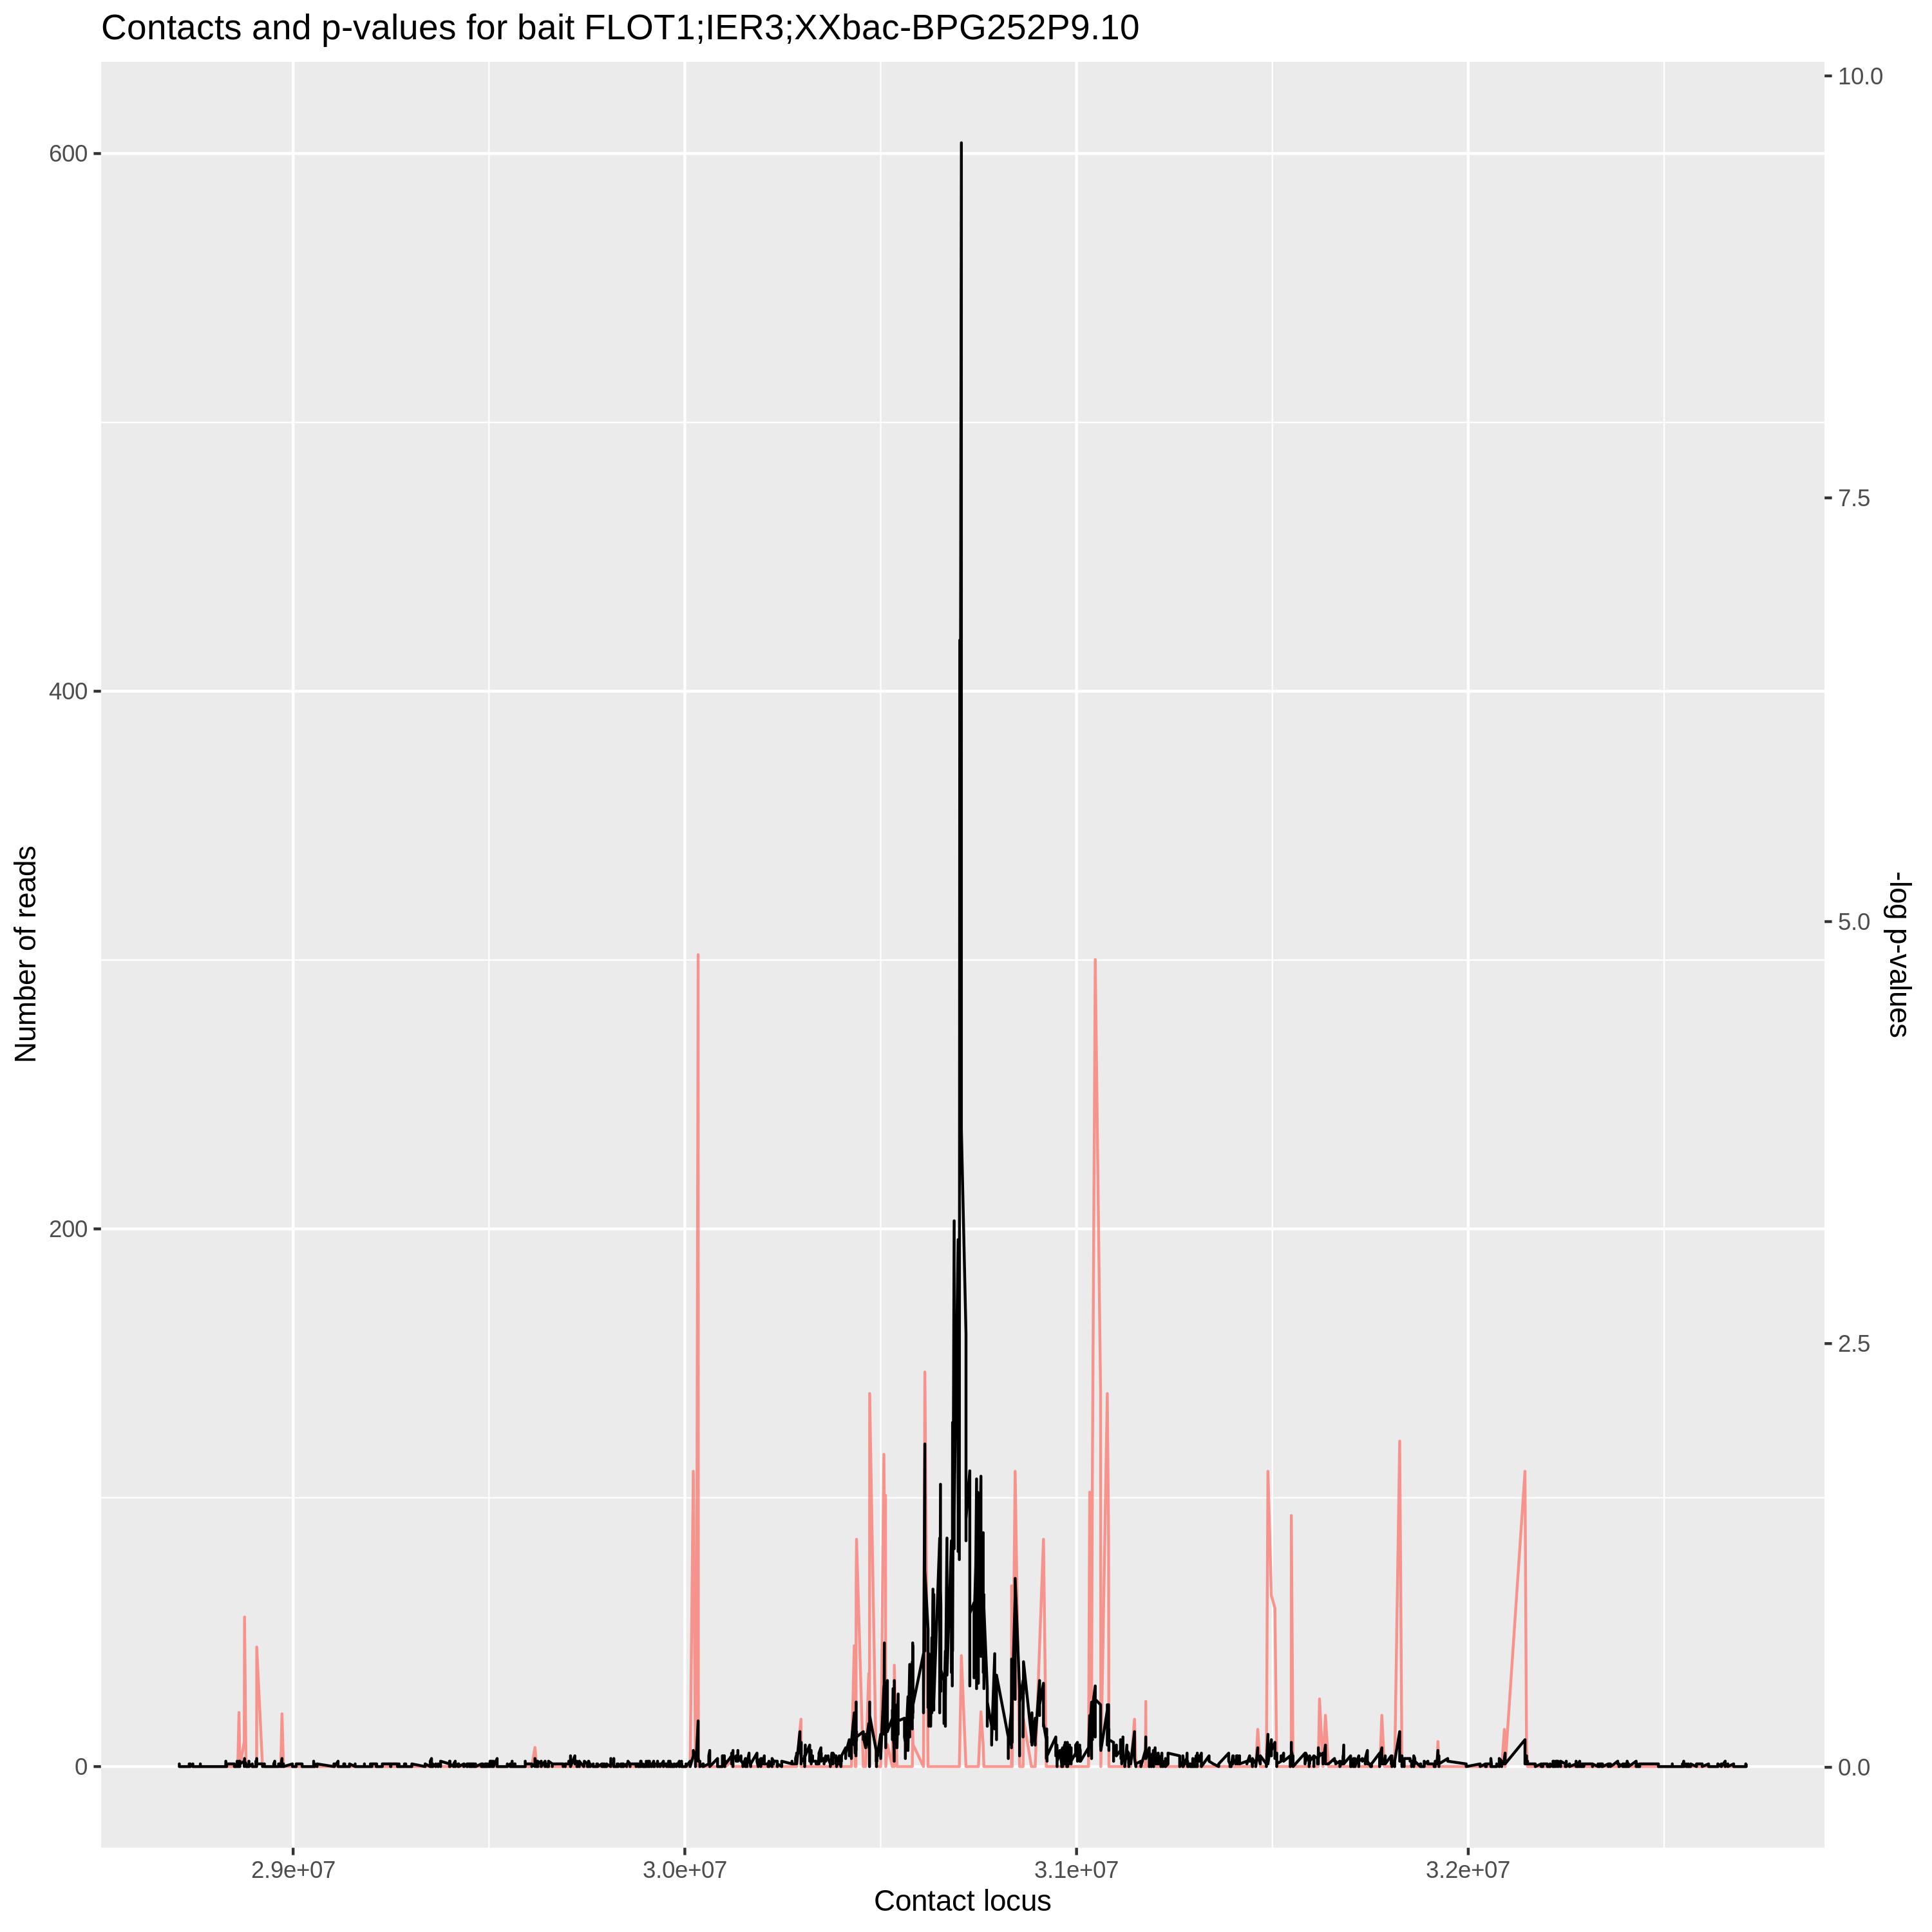 Contacts and p-values for bait FLOT1;IER3;XXbac-BPG252P9.10
10.0
600
7.5
400
5.0
Number of reads
-log p-values
2.5
200
0
0.0
2.9e+07
3.0e+07
3.1e+07
3.2e+07
Contact locus